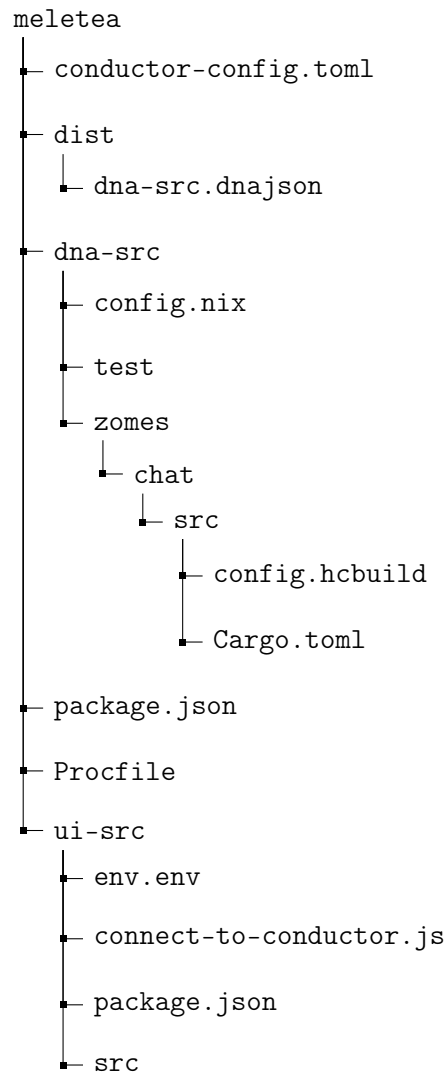 meletea
conductor-config.toml
dist
dna-src.dnajson
dna-src
config.nix
test
zomes
chat
src
config.hcbuild
Cargo.toml
package.json
Procfile
ui-src
env.env
connect-to-conductor.js
package.json
src